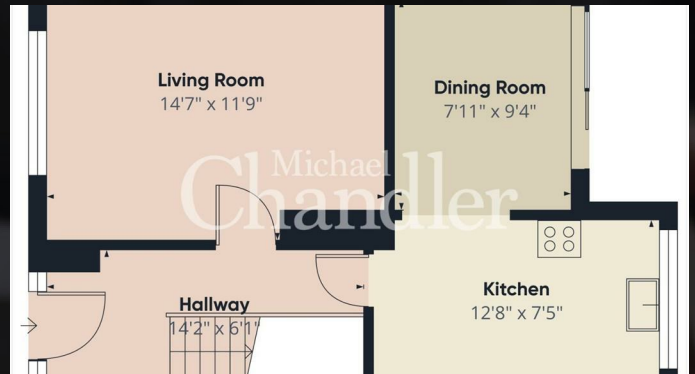 Living Room
14'7" x 11'9"
Dining Room
7'11" x 9'4"
Michael
Chandler
Kitchen
12'8" x 7'5"
Hallway
14'2" x 6'1"